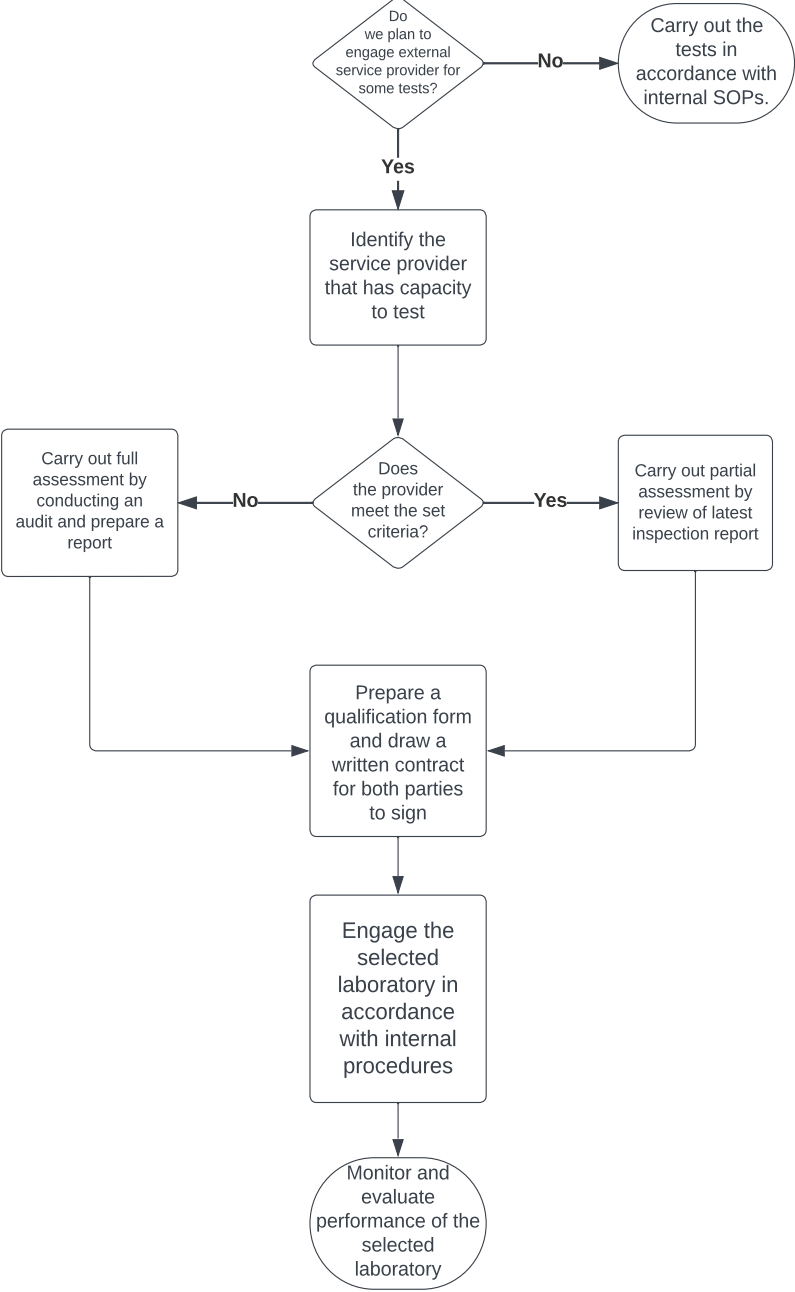 Do
we plan to
engage external
service provider for
some tests?
No
Carry out the
tests in
accordance with
internal SOPs.
Yes
Identify the
service provider
that has capacity
to test
Carry out full
assessment by
conducting an
audit and prepare a
report
No
Does
the provider
meet the set
criteria?
Yes
Carry out partial
assessment by
review of latest
inspection report
Prepare a
qualification form
and draw a
written contract
for both parties
to sign
Engage the
selected
laboratory in
accordance
with internal
procedures
Monitor and
evaluate
performance of the
selected
laboratory